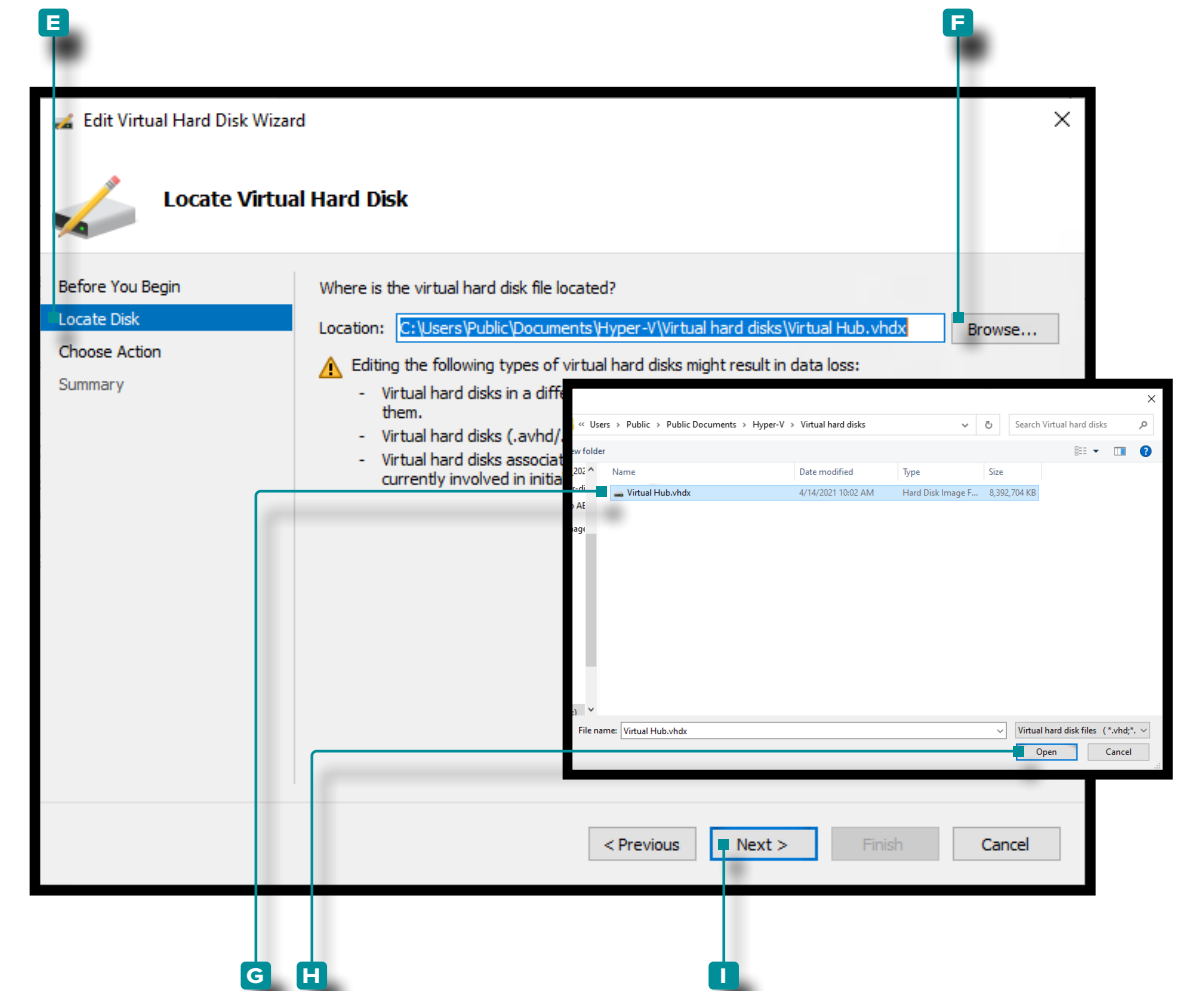 E
F
Edit Virtual Hard Disk Wizard
Locate Virtual Hard Disk
Before You Begin
Locate Disk
Choose Action
Summary
Where is the virtual hard disk file located?
Location: C:\Users\Public\Documents\Hyper-V\Virtual hard disks\Virtual Hub.vhdx Browse...
Editing the following types of virtual hard disks might result in data loss:
- Virtual hard disks in a diffe
them.
- Virtual hard disks (.avhd/.
- Virtual hard disks associat
currently involved in initia
« Users > Public > Public Documents > Hyper-V > Virtual hard disks
Search Virtual hard disks
ew folder
Name Date modified Type Size
Virtual Hub.vhdx 4/14/2021 10:02 AM Hard Disk Image F... 8,392,704 KB
File name: Virtual Hub.vhdx Virtual hard disk files (*.vhd;*.
Open Cancel
< Previous Next > Finish Cancel
G H I